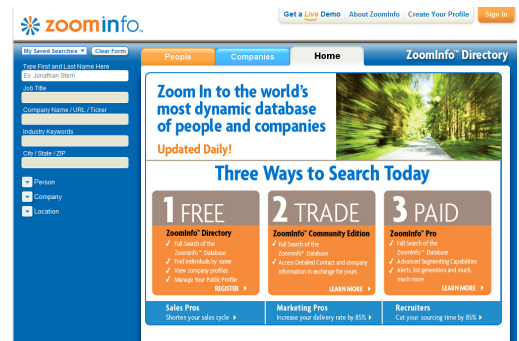 zoominfo™
Get a Live Demo | About ZoomInfo | Create Your Profile
Sign In
My Saved Searches
Clear Form
People
Companies
Home
ZoomInfo™ Directory
Type First and Last Name Here
Ex: Jonathan Stern
Job Title
Company Name / URL / Ticker
Industry Keywords
City / State / ZIP
Person
Company
Location
Zoom In to the world's
most dynamic database
of people and companies
Updated Daily!
Three Ways to Search Today
1 FREE
ZoomInfo™ Directory
✓ Full Search of the
ZoomInfo™ Database
✓ Find individuals by name
✓ View company profiles
✓ Manage Your Public Profile
REGISTER
2 TRADE
ZoomInfo™ Community Edition
✓ Full Search of the
ZoomInfo™ Database
✓ Access Detailed Contact and company
information in exchange for yours
LEARN MORE
3 PAID
ZoomInfo™ Pro
✓ Full Search of the
ZoomInfo™ Database
✓ Advanced Segmenting Capabilities
✓ Alerts, list generation and much,
much more
LEARN MORE
Sales Pros
Shorten your sales cycle
Marketing Pros
Increase your delivery rate by 85%
Recruiters
Cut your sourcing time by 85%